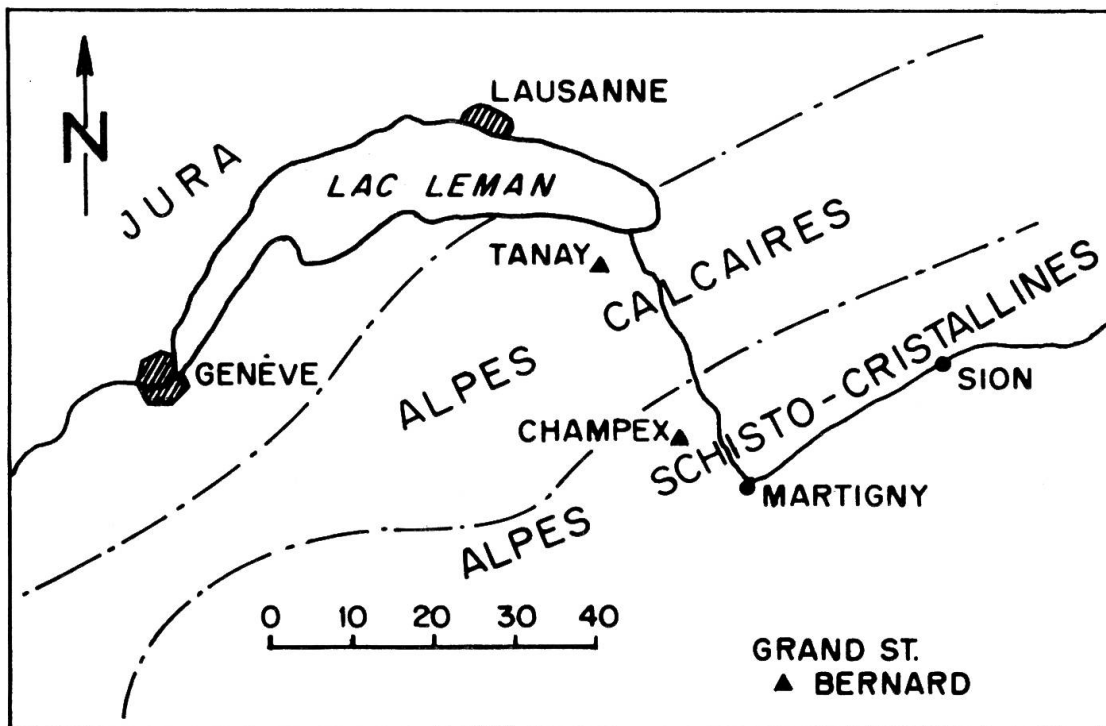 N
JURA
LAUSANNE
LAC LEMAN
TANAY
CALCAIRES
GENÈVE
ALPES
SCHISTO-CRISTALLINES
SION
CHAMPEX
MARTIGNY
ALPES
0 10 20 30 40
GRAND ST.
BERNARD